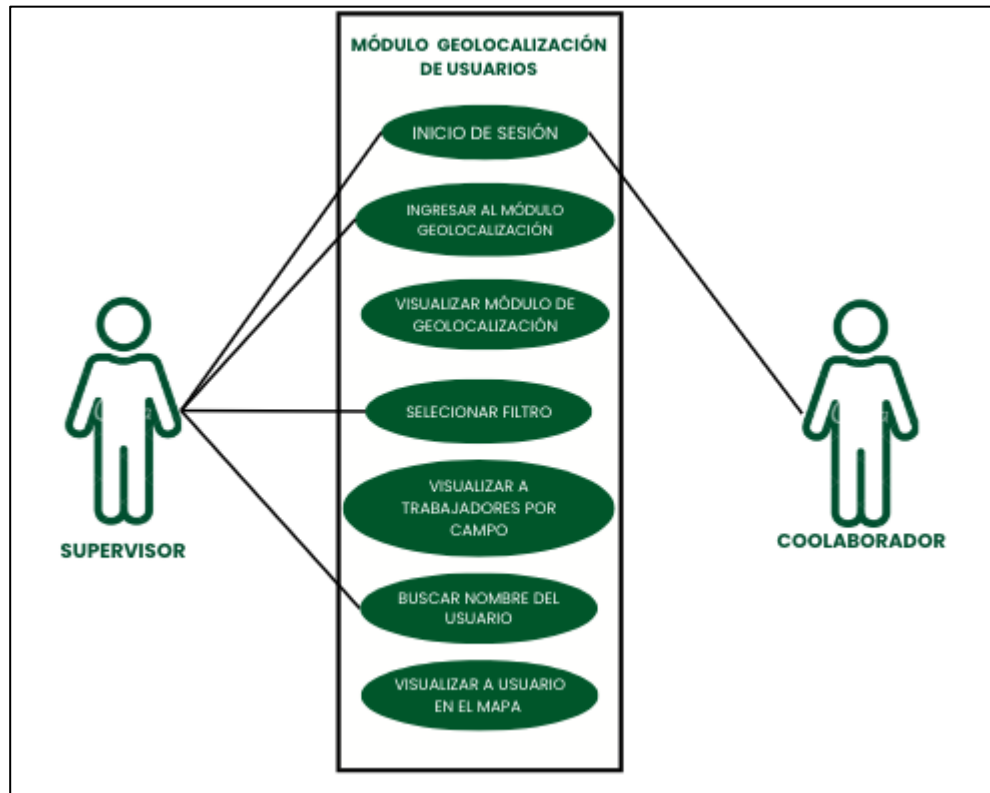 MÓDULO GEOLOCALIZACIÓN
DE USUARIOS
INICIO DE SESIÓN
INGRESAR AL MÓDULO
GEOLOCALIZACIÓN
VISUALIZAR MÓDULO DE
GEOLOCALIZACIÓN
SELECIONAR FILTRO
VISUALIZAR A
TRABAJADORES POR
CAMPO
SUPERVISOR
COOLABORADOR
BUSCAR NOMBRE DEL
USUARIO
VISUALIZAR A USUARIO
EN EL MAPA